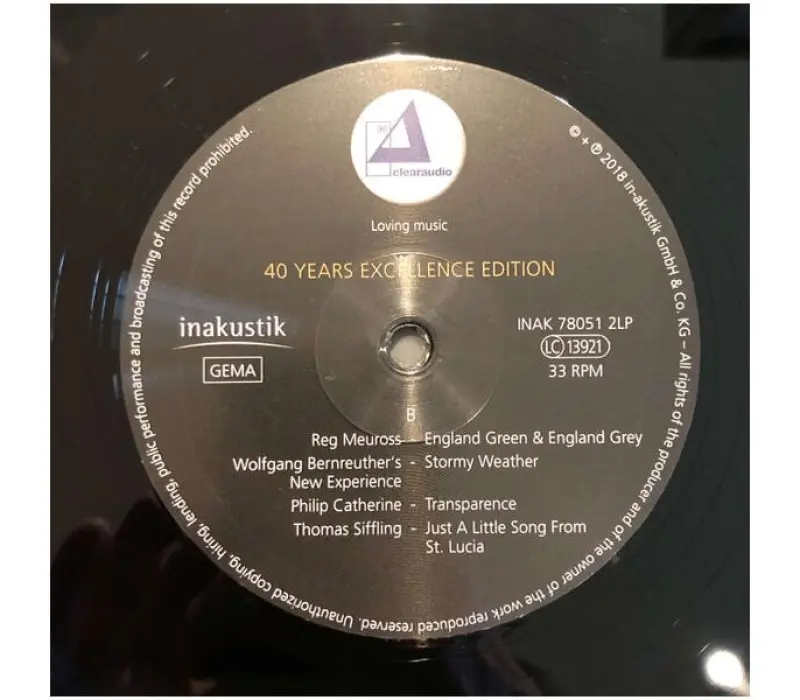 clearaudio
Loving music
40 YEARS EXCELLENCE EDITION
inakustik
GEMA
INAK 78051 2LP
LC 13921
33 RPM
B
Reg Meuross - England Green & England Grey
Wolfgang Bernreuther's - Stormy Weather
New Experience
Philip Catherine - Transparence
Thomas Siffling - Just A Little Song From
St. Lucia
© + ℗ 2018 in-akustik GmbH & Co. KG – All rights of the producer and of the owner of the work reproduced reserved. Unauthorized copying, hiring, lending, public performance and broadcasting of this record prohibited.